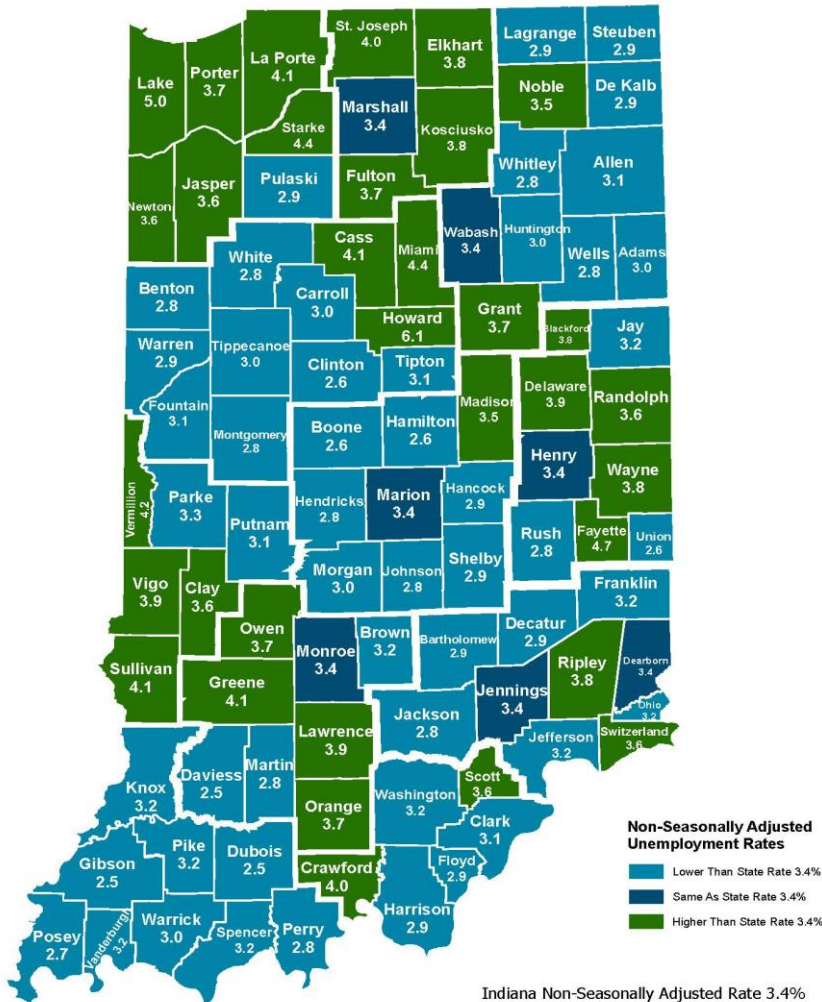 St. Joseph
4.0
Elkhart
3.8
Lagrange
2.9
Steuben
2.9
Lake
5.0
Porter
3.7
La Porte
4.1
Noble
3.5
De Kalb
2.9
Marshall
3.4
Starke
4.4
Kosciusko
3.8
Whitley
2.8
Allen
3.1
Newton
3.6
Jasper
3.6
Pulaski
2.9
Fulton
3.7
Wabash
3.4
Huntington
3.0
Wells
2.8
Adams
3.0
White
2.8
Cass
4.1
Miami
4.4
Benton
2.8
Carroll
3.0
Howard
6.1
Grant
3.7
Blackford
3.8
Jay
3.2
Warren
2.9
Tippecanoe
3.0
Clinton
2.6
Tipton
3.1
Madison
3.5
Delaware
3.9
Randolph
3.6
Fountain
3.1
Montgomery
2.8
Boone
2.6
Hamilton
2.6
Henry
3.4
Wayne
3.8
Vermillion
4.2
Parke
3.3
Putnam
3.1
Hendricks
2.8
Marion
3.4
Hancock
2.9
Rush
2.8
Fayette
4.7
Union
2.6
Vigo
3.9
Clay
3.6
Morgan
3.0
Johnson
2.8
Shelby
2.9
Franklin
3.2
Owen
3.7
Monroe
3.4
Brown
3.2
Bartholomew
2.9
Decatur
2.9
Ripley
3.8
Dearborn
3.4
Sullivan
4.1
Greene
4.1
Jennings
3.4
Ohio
3.2
Jackson
2.8
Jefferson
3.2
Switzerland
3.6
Lawrence
3.9
Knox
3.2
Daviess
2.5
Martin
2.8
Orange
3.7
Washington
3.2
Scott
3.6
Clark
3.1
Gibson
2.5
Pike
3.2
Dubois
2.5
Crawford
4.0
Floyd
2.9
Harrison
2.9
Posey
2.7
Vanderburgh
3.2
Warrick
3.0
Spencer
3.2
Perry
2.8
Non-Seasonally Adjusted
Unemployment Rates
Lower Than State Rate 3.4%
Same As State Rate 3.4%
Higher Than State Rate 3.4%
Indiana Non-Seasonally Adjusted Rate 3.4%